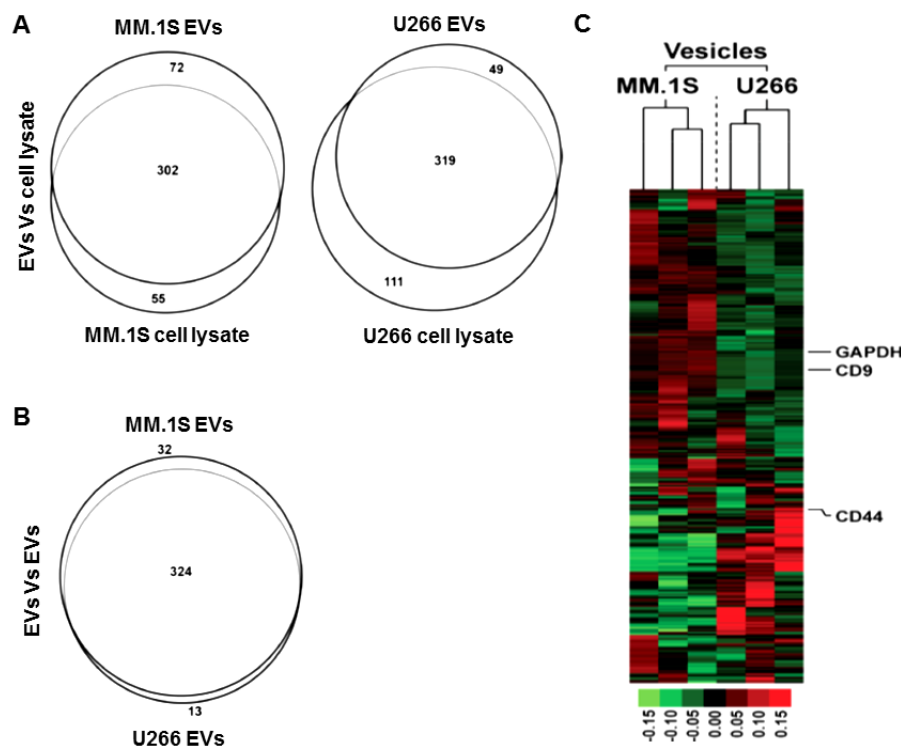 A
MM.1S EVs
72
302
55
MM.1S cell lysate
EVs Vs cell lysate
U266 EVs
49
319
111
U266 cell lysate
B
MM.1S EVs
32
324
13
U266 EVs
EVs Vs EVs
C
Vesicles
MM.1S U266
GAPDH
CD9
CD44
-0.15 -0.10 -0.05 0.00 0.05 0.10 0.15